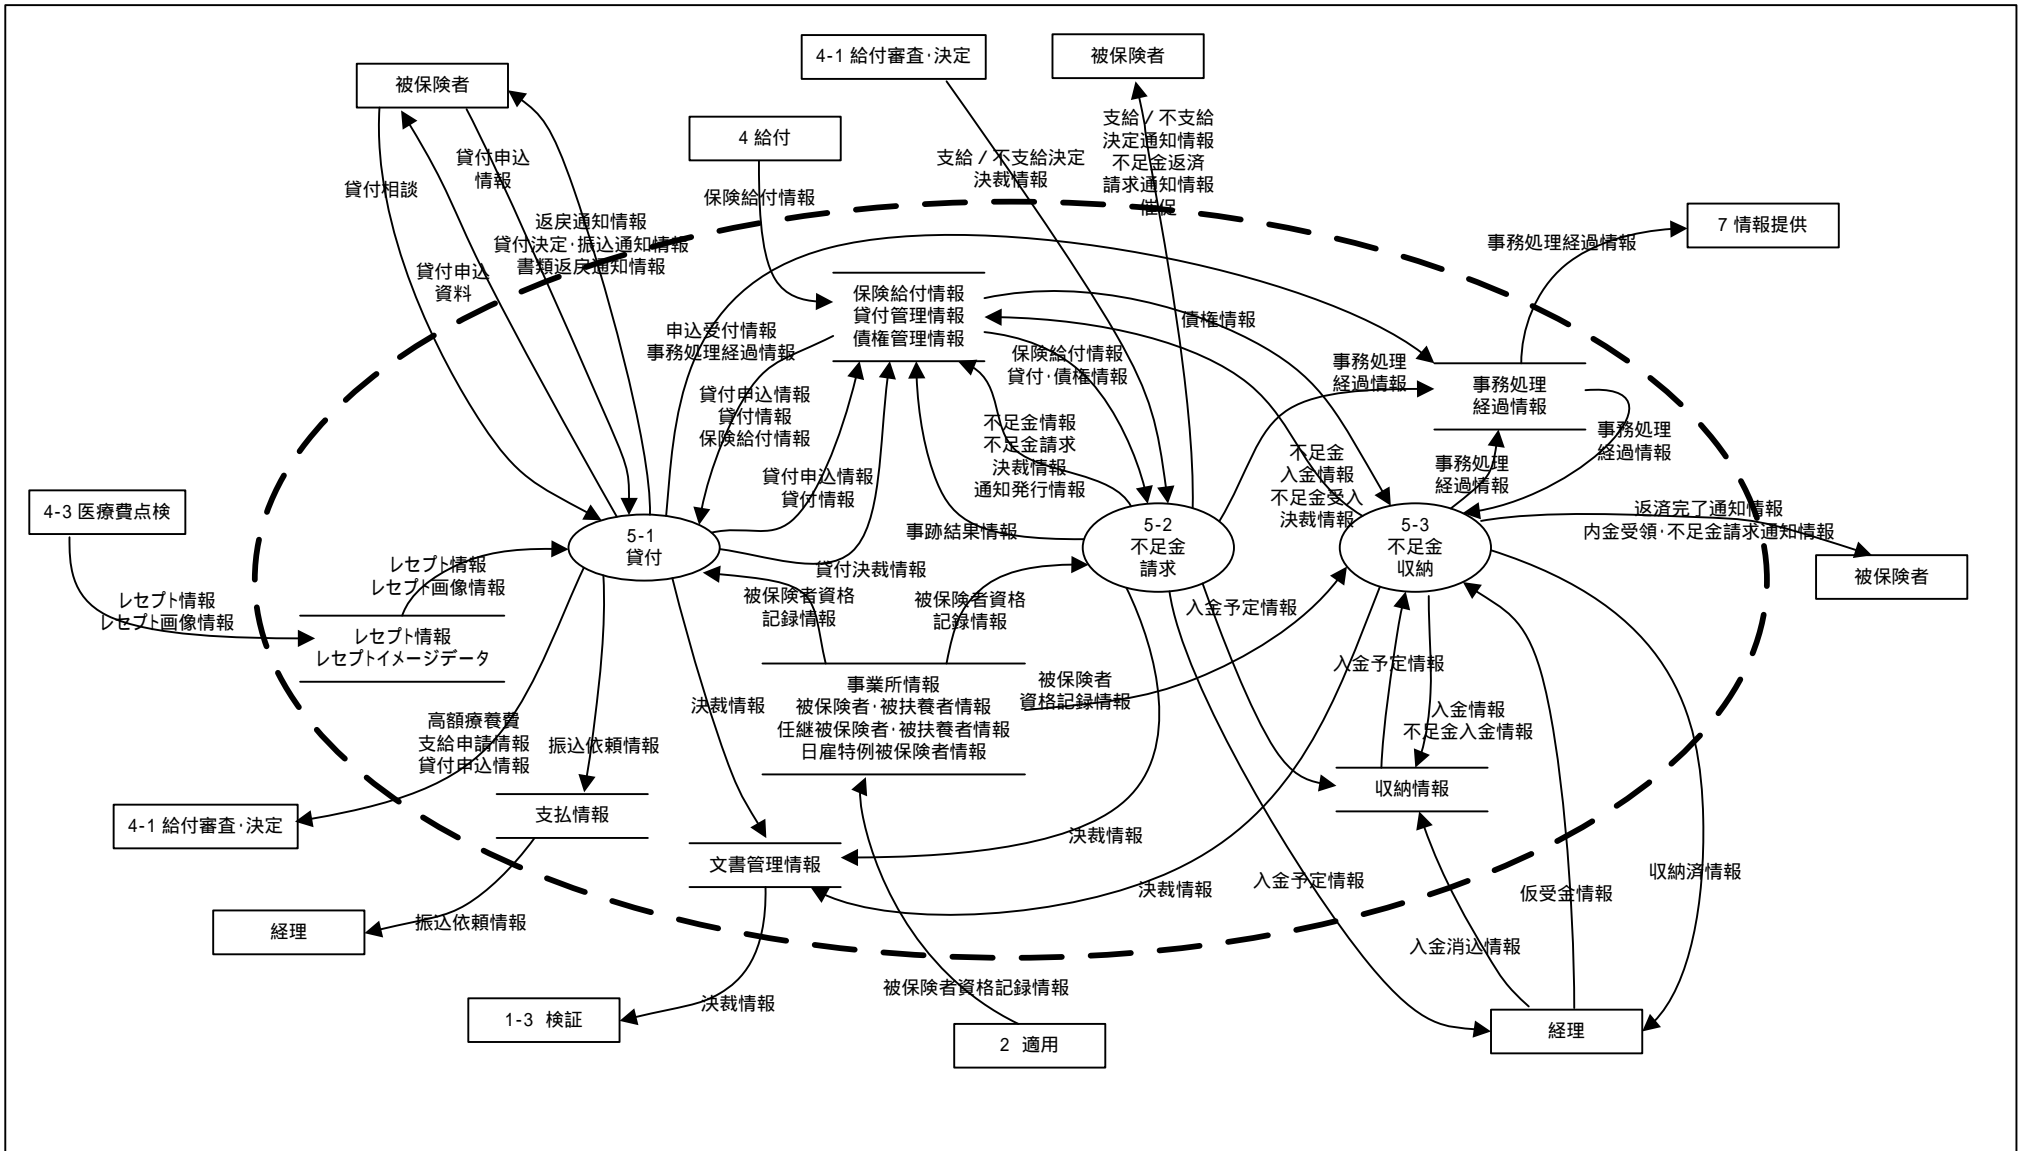 4-1 給付審査・決定
被保険者
被保険者
4 給付
支給 / 不支給
決定通知情報
不足金返済
請求通知情報
催促
貸付申込
情報
支給 / 不支給決定
決裁情報
貸付相談
保険給付情報
7 情報提供
返戻通知情報
貸付決定・振込通知情報
書類返戻通知情報
事務処理経過情報
貸付申込
資料
保険給付情報
貸付管理情報
債権管理情報
債権情報
申込受付情報
事務処理経過情報
保険給付情報
貸付・債権情報
事務処理
経過情報
事務処理
経過情報
貸付申込情報
貸付情報
保険給付情報
不足金情報
不足金請求
決裁情報
通知発行情報
事務処理
経過情報
不足金
入金情報
不足金受入
決裁情報
事務処理
経過情報
貸付申込情報
貸付情報
4-3 医療費点検
返済完了通知情報
内金受領・不足金請求通知情報
5-1
貸付
事跡結果情報
5-2
不足金
請求
5-3
不足金
収納
レセプト情報
レセプト画像情報
貸付決裁情報
被保険者
被保険者資格
記録情報
被保険者資格
記録情報
入金予定情報
レセプト情報
レセプト画像情報
レセプト情報
レセプトイメージデータ
入金予定情報
被保険者
資格記録情報
事業所情報
被保険者・被扶養者情報
任継被保険者・被扶養者情報
日雇特例被保険者情報
決裁情報
入金情報
不足金入金情報
高額療養費
支給申請情報
貸付申込情報
振込依頼情報
収納情報
支払情報
4-1 給付審査・決定
決裁情報
文書管理情報
収納済情報
入金予定情報
決裁情報
仮受金情報
振込依頼情報
経理
入金消込情報
被保険者資格記録情報
決裁情報
1-3 検証
2 適用
経理